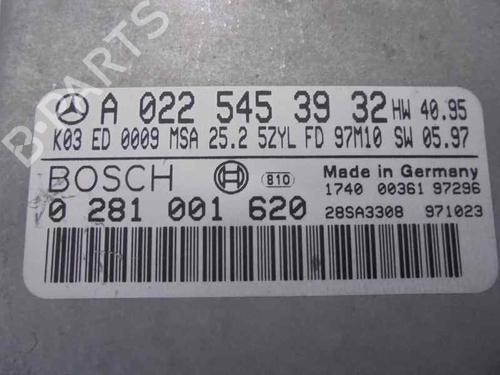 A 022 545 39 32 HW 40.95
K03 ED 0009 MSA 25.2 5ZYL FD 97M10 SW 05.97
BOSCH 810 Made in Germany
1740 00361 97296
0 281 001 620 28SA3308 971023
B-PARTS